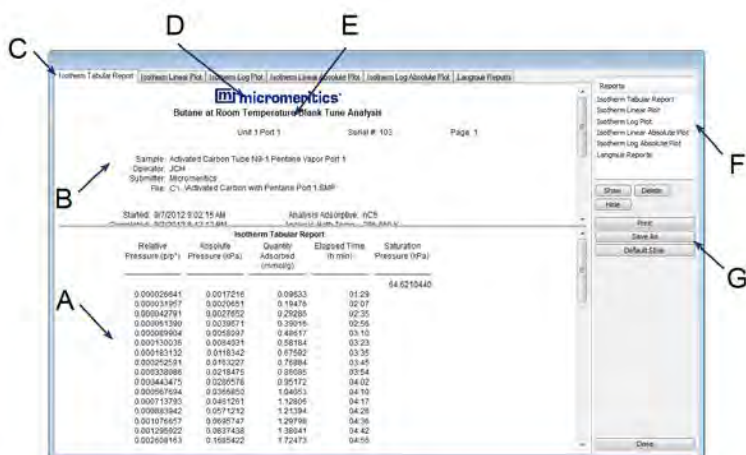 D
E
C
Isotherm Tabular Report | Isotherm Linear Plot | Isotherm Log Plot | Isotherm Linear Absolute Plot | Isotherm Log Absolute Plot | Langmuir Reports
mi micromeritics®
Butane at Room Temperature Blank Tune Analysis
Unit 1 Port 1 Serial #: 103 Page 1
B
Sample: Activated Carbon Tube N9-1 Pentane Vapor Port 1
Operator: JCH
Submitter: Micromeritics
File: C:\...\Activated Carbon with Pentane Port 1.SMP
Started: 8/7/2012 9:02:15 AM Analysis Adsorptive: nC5
Reports
Isotherm Tabular Report
Isotherm Linear Plot
Isotherm Log Plot
Isotherm Linear Absolute Plot
Isotherm Log Absolute Plot
Langmuir Reports
F
Show Delete
Hide
Print
Save As
Default Style
G
Isotherm Tabular Report
Relative Absolute Quantity Elapsed Time Saturation
Pressure (p/p°) Pressure (kPa) Adsorbed (h:min) Pressure (kPa)
(mmol/g)
64.6210440
A
0.000026641 0.0017216 0.09633 01:29
0.000031957 0.0020651 0.19476 02:07
0.000042791 0.0027652 0.29286 02:35
0.000061390 0.0039671 0.39016 02:56
0.000089904 0.0058097 0.48617 03:10
0.000130036 0.0084031 0.58184 03:23
0.000183132 0.0118342 0.67592 03:35
0.000252591 0.0163227 0.76884 03:45
0.000338086 0.0218475 0.86085 03:54
0.000443475 0.0286578 0.95172 04:02
0.000567694 0.0366850 1.04053 04:10
0.000713793 0.0461261 1.12806 04:17
0.000883942 0.0571212 1.21394 04:26
0.001076657 0.0695747 1.29798 04:36
0.001295922 0.0837438 1.38041 04:42
0.002608163 0.1685422 1.72473 04:55
Done